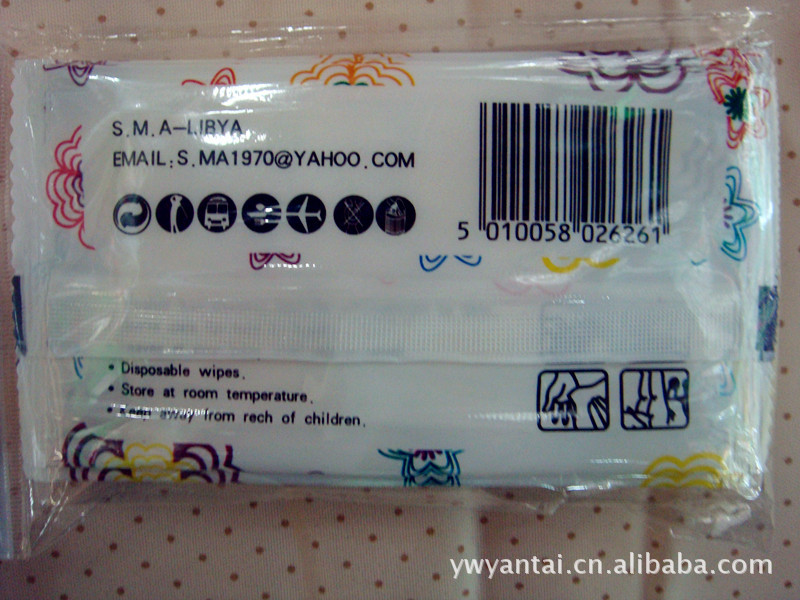 S.M.A-LIBYA
EMAIL:S.MA1970@YAHOO.COM
5 010058 026261
• Disposable wipes.
• Store at room temperature.
• Keep away from rech of children.
ywyantai.cn.alibaba.com